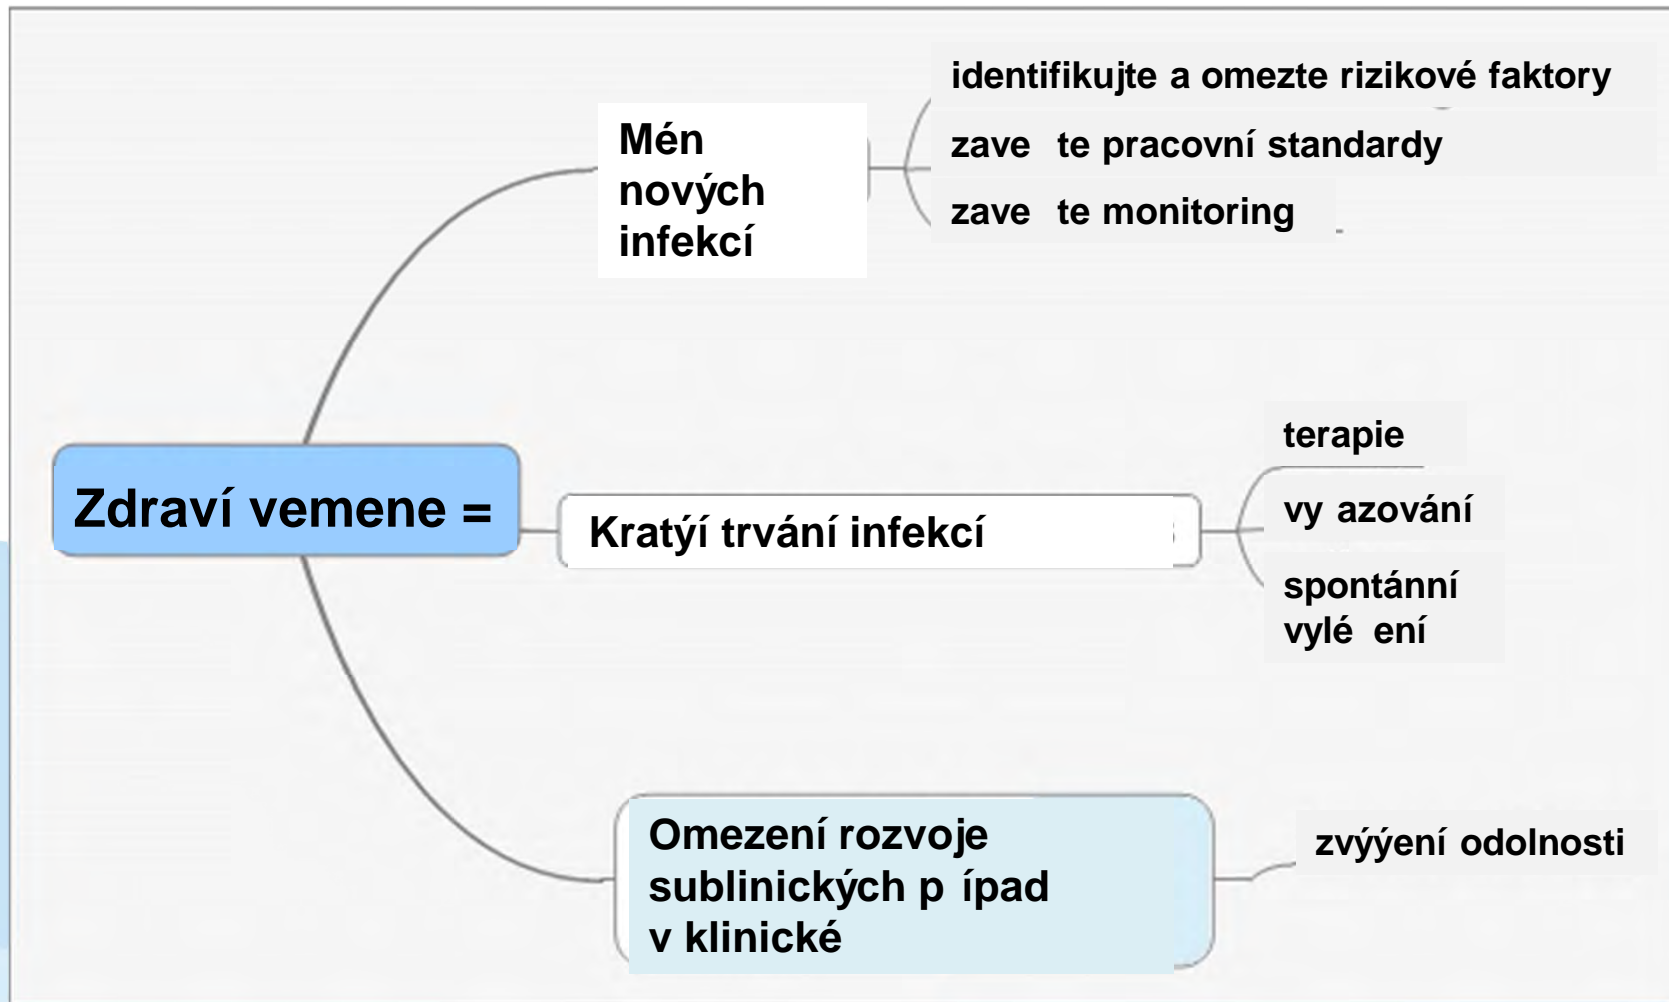 identifikujte a omezte rizikové faktory
Mén
nových
infekcí
zave te pracovní standardy
zave te monitoring
Zdraví vemene =
Kratýí trvání infekcí
terapie
vy azování
spontánní
vylé ení
Omezení rozvoje
sublinických p ípad
v klinické
zvýýení odolnosti